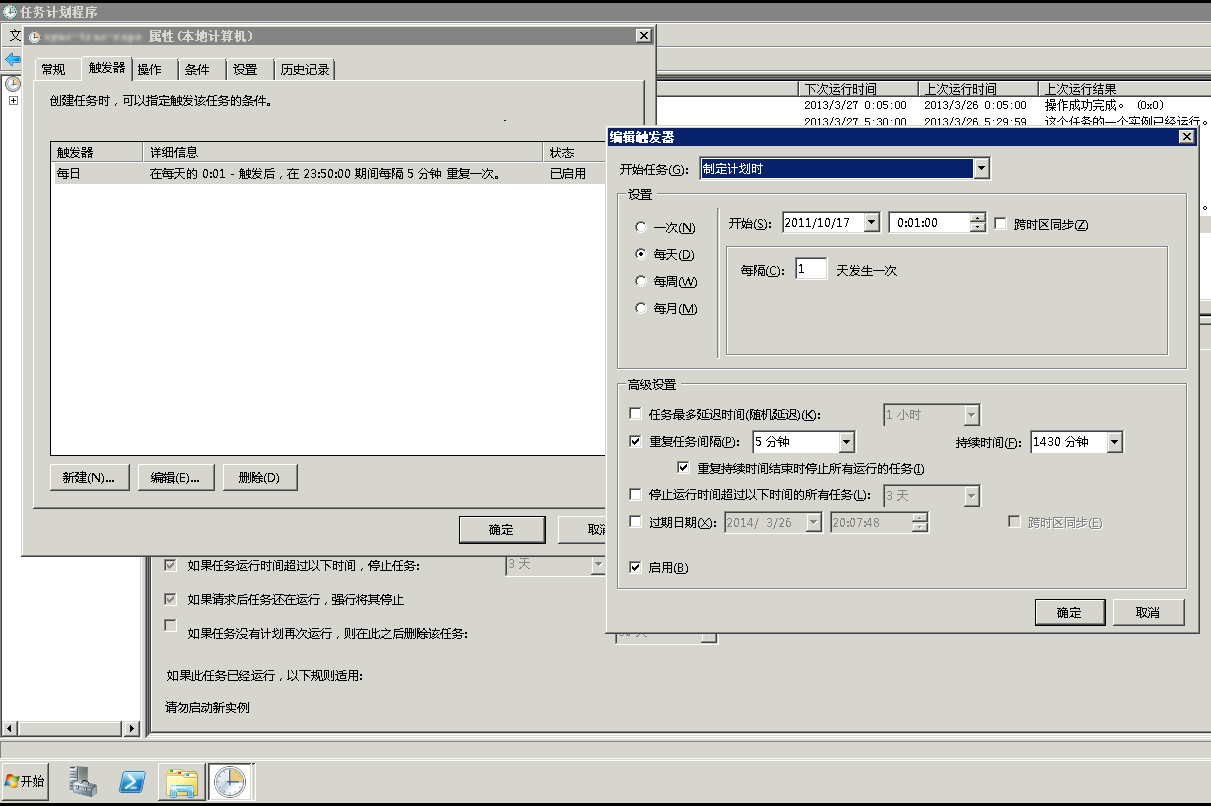 任务计划程序
文
属性(本地计算机)
常规 触发器 操作 条件 设置 历史记录
创建任务时，可以指定触发该任务的条件。
触发器 详细信息 状态
每日 在每天的 0:01 - 触发后，在 23:50:00 期间每隔 5 分钟 重复一次。 已启用
新建(N)... 编辑(E)... 删除(D)
确定 取消
下次运行时间 上次运行时间 上次运行结果
2013/3/27 0:05:00 2013/3/26 0:05:00 操作成功完成。 (0x0)
2013/3/27 5:30:00 2013/3/26 5:29:59 这个任务的一个实例已经运行。
编辑触发器
开始任务(G): 制定计划时
设置
一次(N)
每天(D)
每周(W)
每月(M)
开始(S): 2011/10/17 0:01:00 跨时区同步(Z)
每隔(C): 1 天发生一次
高级设置
任务最多延迟时间(随机延迟)(K): 1 小时
重复任务间隔(P): 5 分钟 持续时间(F): 1430 分钟
重复持续时间结束时停止所有运行的任务(I)
停止运行时间超过以下时间的所有任务(L): 3 天
过期日期(X): 2014/ 3/26 20:07:48 跨时区同步(E)
启用(B)
确定 取消
如果任务运行时间超过以下时间，停止任务: 3 天
如果请求后任务还在运行，强行将其停止
如果任务没有计划再次运行，则在此之后删除该任务:
如果此任务已经运行，以下规则适用:
请勿启动新实例
开始